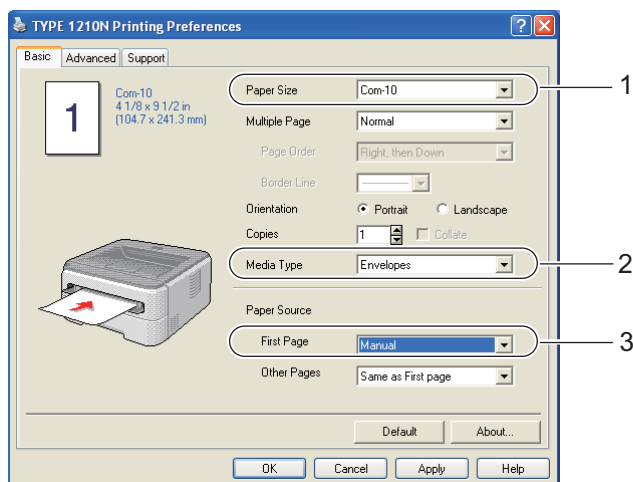 TYPE 1210N Printing Preferences
Basic Advanced Support
1
Com-10
4 1/8 x 9 1/2 in
(104.7 x 241.3 mm)
Paper Size Com-10 1
Multiple Page Normal
Page Order Right, then Down
Border Line
Orientation Portrait Landscape
Copies 1 Collate
Media Type Envelopes 2
Paper Source
First Page Manual 3
Other Pages Same as First page
Default About...
OK Cancel Apply Help